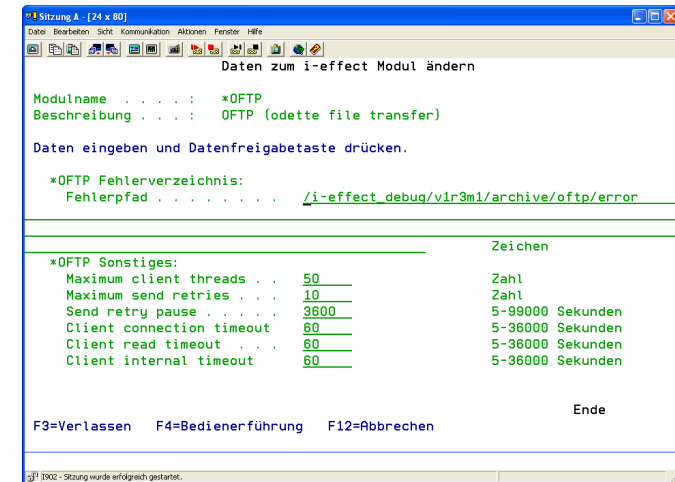 Sitzung A - [24 x 80]
Datei Bearbeiten Sicht Kommunikation Aktionen Fenster Hilfe
Daten zum i-effect Modul ändern
Modulname . . . . : *OFTP
Beschreibung . . . : OFTP (odette file transfer)
Daten eingeben und Datenfreigabetaste drücken.
*OFTP Fehlerverzeichnis:
Fehlerpfad . . . . . . . . /i-effect_debug/v1r3m1/archive/oftp/error
Zeichen
*OFTP Sonstiges:
Maximum client threads . . 50 Zahl
Maximum send retries . . . 10 Zahl
Send retry pause . . . . . 3600 5-99000 Sekunden
Client connection timeout 60 5-36000 Sekunden
Client read timeout . . . 60 5-36000 Sekunden
Client internal timeout 60 5-36000 Sekunden
Ende
F3=Verlassen F4=Bedienerführung F12=Abbrechen
I902 - Sitzung wurde erfolgreich gestartet.